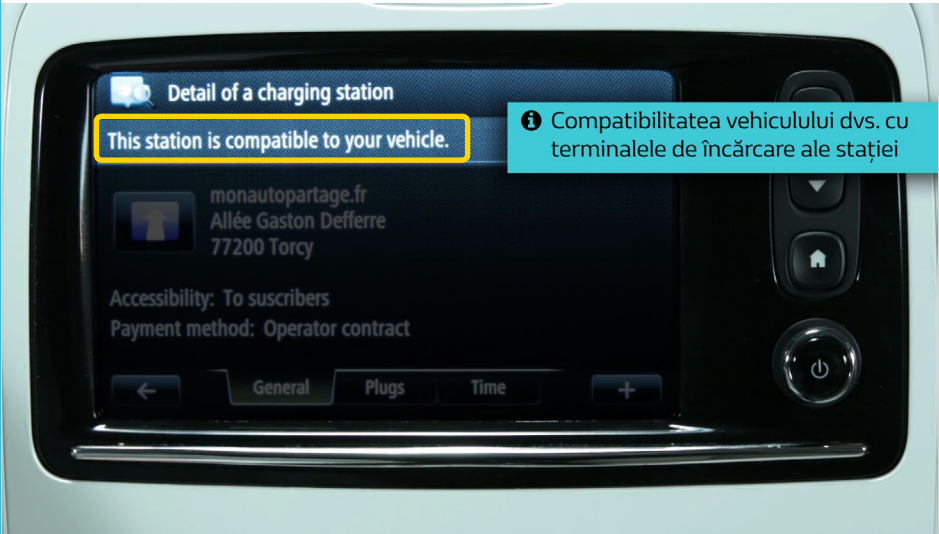 Detail of a charging station
This station is compatible to your vehicle.
Compatibilitatea vehiculului dvs. cu
terminalele de încărcare ale stației
monautopartage.fr
Allée Gaston Defferre
77200 Torcy
Accessibility: To suscribers
Payment method: Operator contract
General Plugs Time